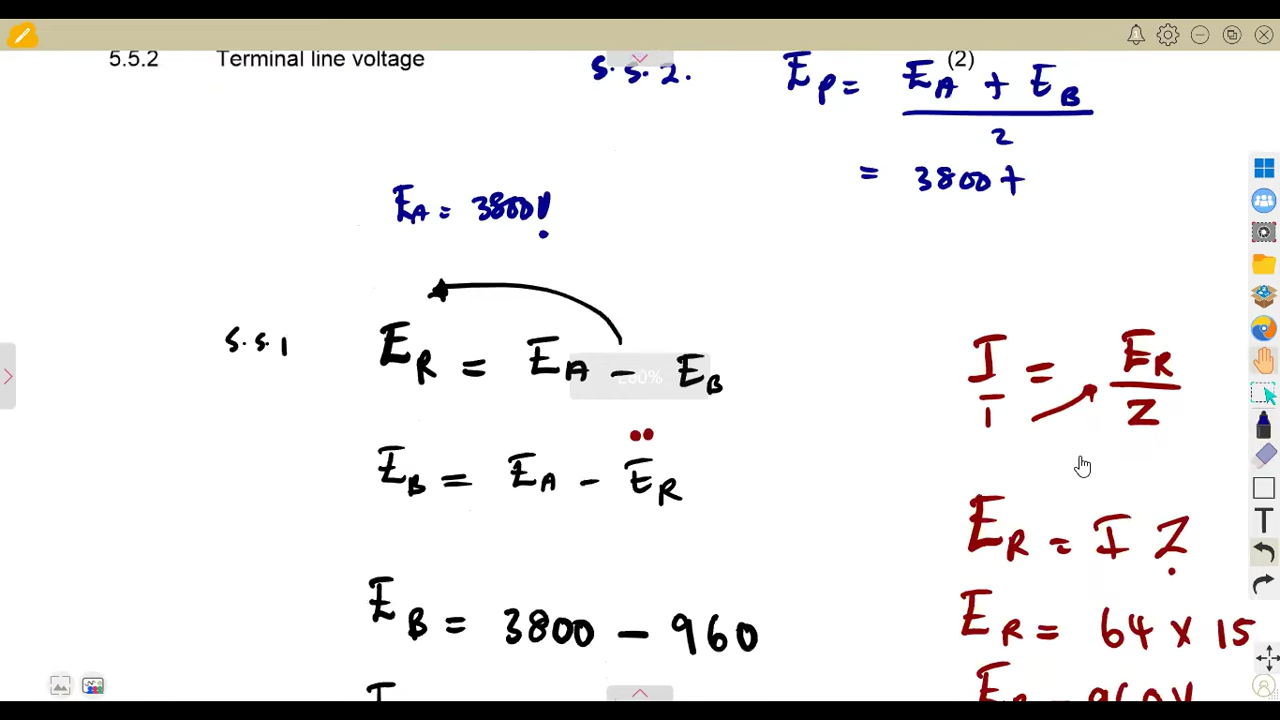 5.5.2 Terminal line voltage (2)
5.5.2. E_P = E_A + E_B
2
= 3800 +
E_A = 3800V
5.5.1 E_R = E_A - E_B
I = E_R
T Z
E_B = E_A - E_R
E_R = I Z
E_B = 3800 - 960
E_R = 64 x 15